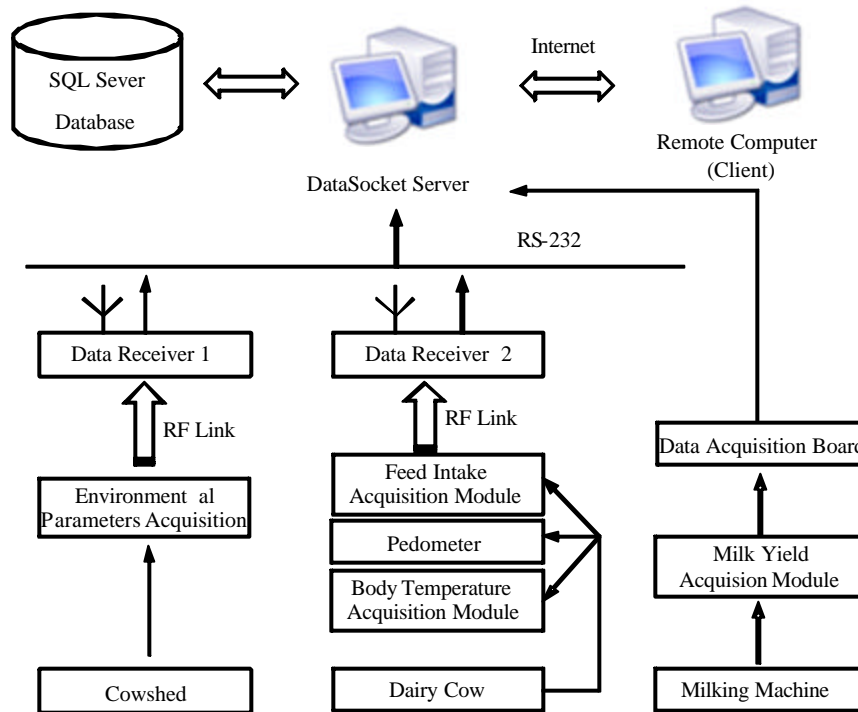 SQL Sever
Database
Internet
Remote Computer
(Client)
DataSocket Server
RS-232
Data Receiver 1
Data Receiver 2
RF Link
RF Link
Data Acquisition Board
Feed Intake
Acquisition Module
Environment al
Parameters Acquisition
Pedometer
Milk Yield
Acquision Module
Body Temperature
Acquisition Module
Cowshed
Dairy Cow
Milking Machine